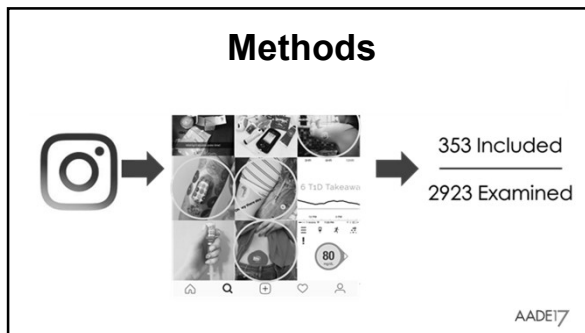 Methods
6 T1D Takeawa
80
353 Included
2923 Examined
AADE17